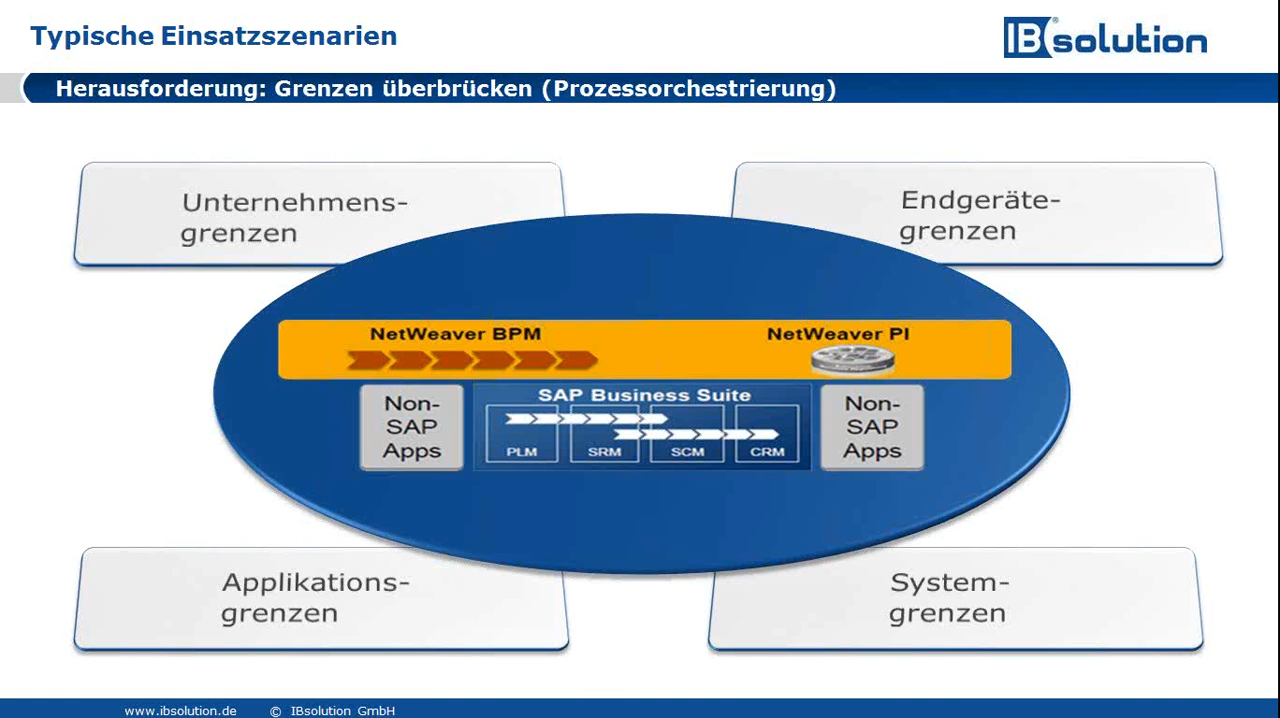 Typische Einsatzszenarien
IBsolution®
Herausforderung: Grenzen überbrücken (Prozessorchestrierung)
Unternehmens-
grenzen
Endgeräte-
grenzen
NetWeaver BPM
NetWeaver PI
Non-
SAP
Apps
SAP Business Suite
PLM
SRM
SCM
CRM
Non-
SAP
Apps
Applikations-
grenzen
System-
grenzen
www.ibsolution.de © IBsolution GmbH